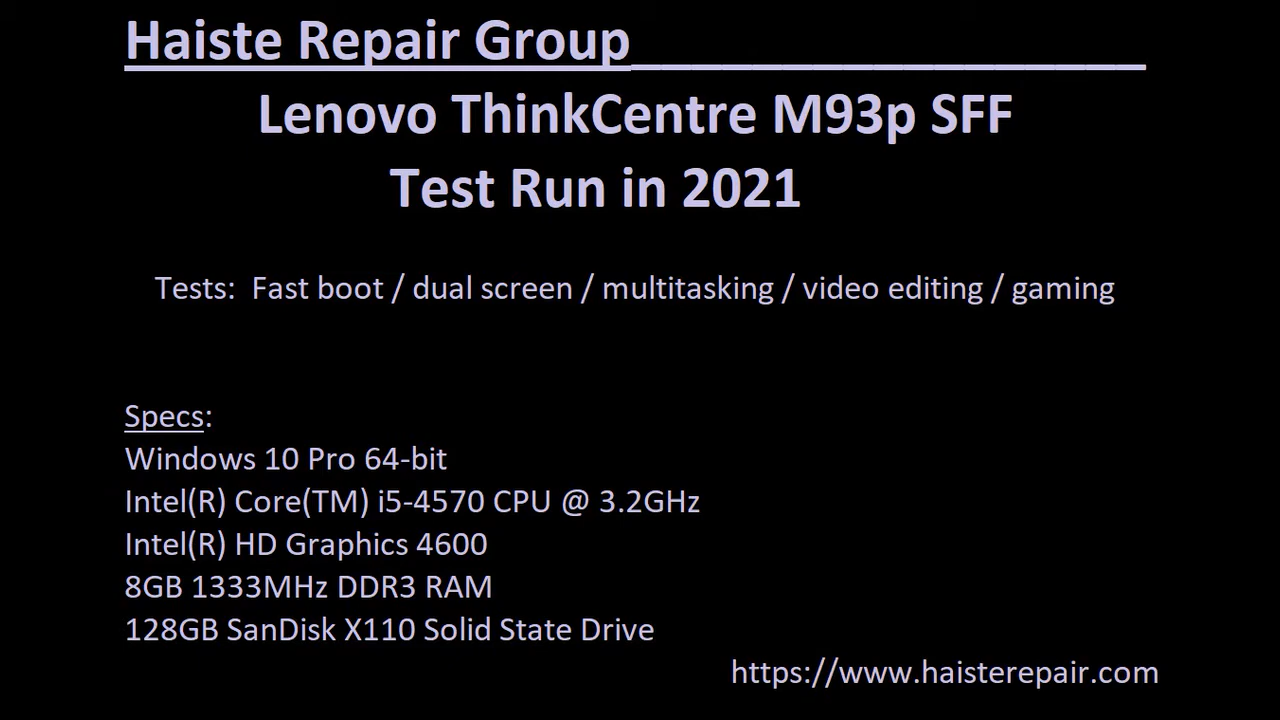 Haiste Repair Group_________________
Lenovo ThinkCentre M93p SFF
Test Run in 2021
Tests:  Fast boot / dual screen / multitasking / video editing / gaming
Specs:
Windows 10 Pro 64-bit
Intel(R) Core(TM) i5-4570 CPU @ 3.2GHz
Intel(R) HD Graphics 4600
8GB 1333MHz DDR3 RAM
128GB SanDisk X110 Solid State Drive
https://www.haisterepair.com